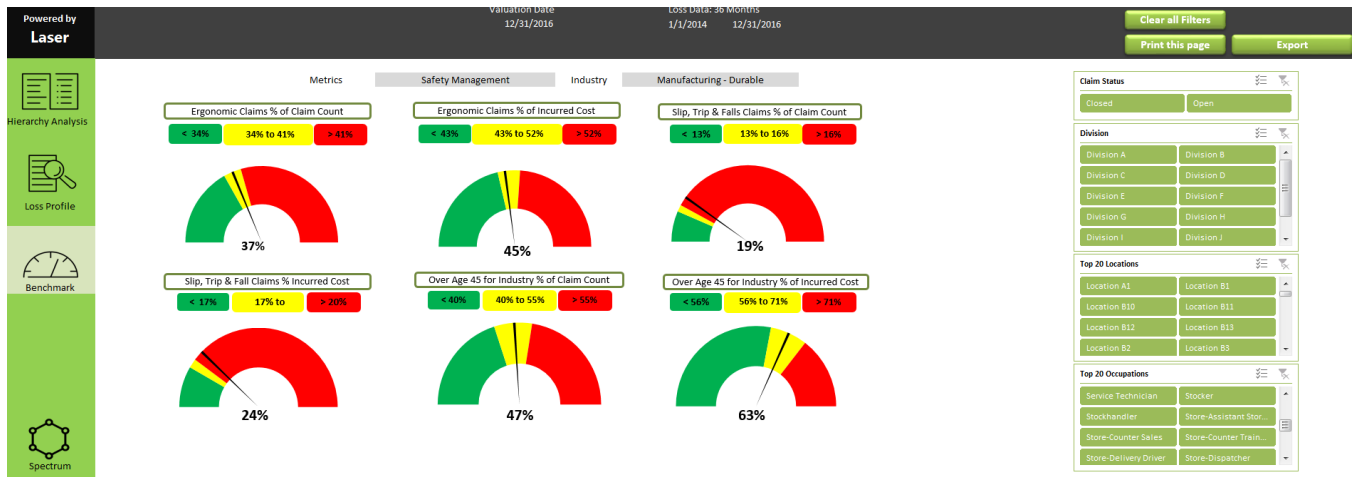 Powered by
Laser
Valuation Date
12/31/2016
Loss Data: 36 Months
1/1/2014 12/31/2016
Clear all Filters
Print this page Export
Hierarchy Analysis
Loss Profile
Benchmark
Spectrum
Metrics Safety Management Industry Manufacturing - Durable
Ergonomic Claims % of Claim Count
< 34% 34% to 41% > 41%
37%
Ergonomic Claims % of Incurred Cost
< 43% 43% to 52% > 52%
45%
Slip, Trip & Falls Claims % of Claim Count
< 13% 13% to 16% > 16%
19%
Slip, Trip & Fall Claims % Incurred Cost
< 17% 17% to > 20%
24%
Over Age 45 for Industry % of Claim Count
< 40% 40% to 55% > 55%
47%
Over Age 45 for Industry % of Incurred Cost
< 56% 56% to 71% > 71%
63%
Claim Status
Closed Open
Division
Division A Division B
Division C Division D
Division E Division F
Division G Division H
Division I Division J
Top 20 Locations
Location A1 Location B1
Location B10 Location B11
Location B12 Location B13
Location B2 Location B3
Top 20 Occupations
Service Technician Stocker
Stockhandler Store-Assistant Stor...
Store-Counter Sales Store-Counter Train...
Store-Delivery Driver Store-Dispatcher